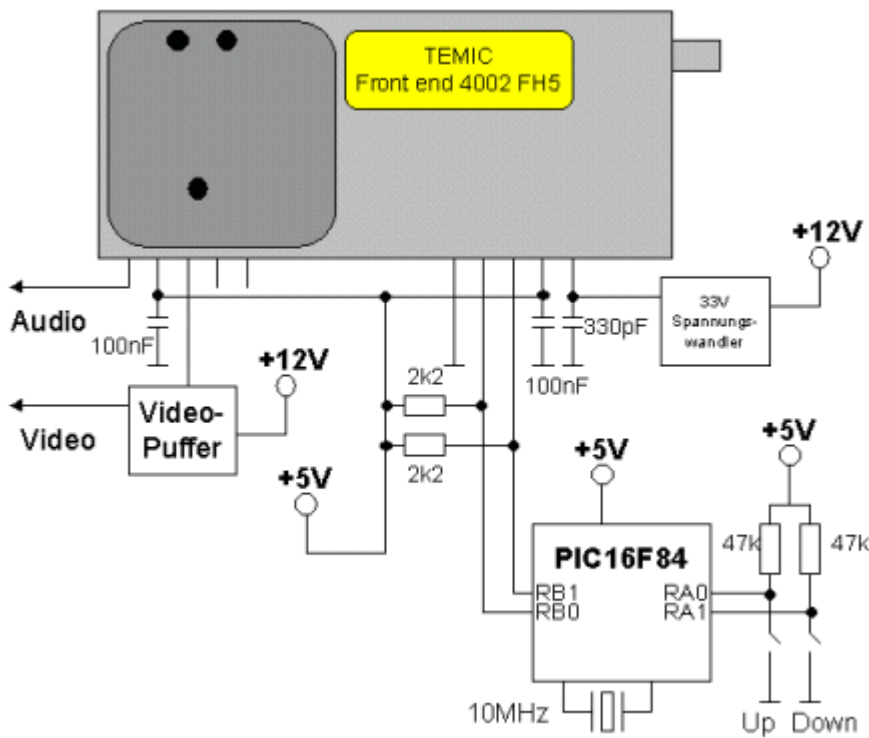 TEMIC
Front end 4002 FH5
+12V
Audio
100nF
330pF
33V
Spannungs-
wandler
100nF
+12V
2k2
Video
Video-
Puffer
2k2
+5V
+5V
+5V
PIC16F84
47k
47k
RB1
RB0
RA0
RA1
10MHz
Up
Down